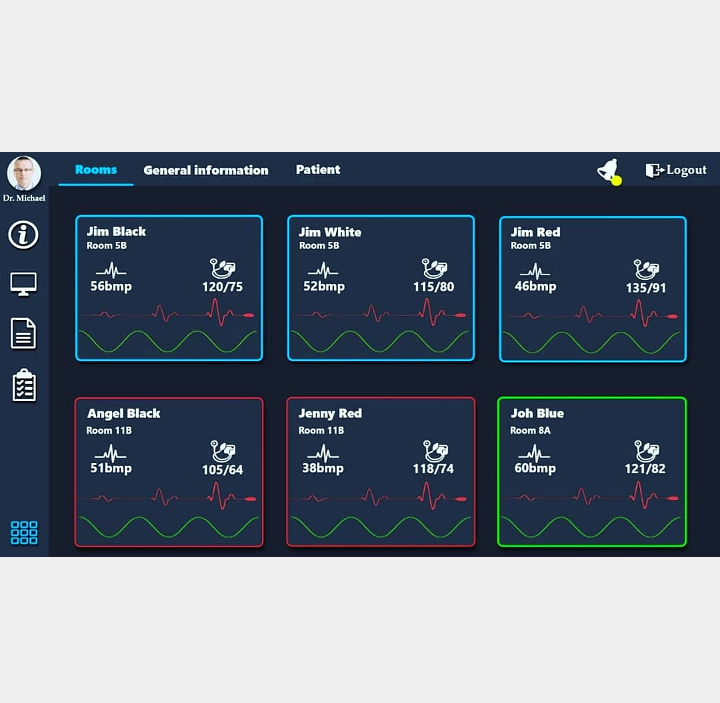 Rooms
General information
Patient
Logout
Dr. Michael
Jim Black
Room 5B
56bmp
120/75
Jim White
Room 5B
52bmp
115/80
Jim Red
Room 5B
46bmp
135/91
Angel Black
Room 11B
51bmp
105/64
Jenny Red
Room 11B
38bmp
118/74
Joh Blue
Room 8A
60bmp
121/82